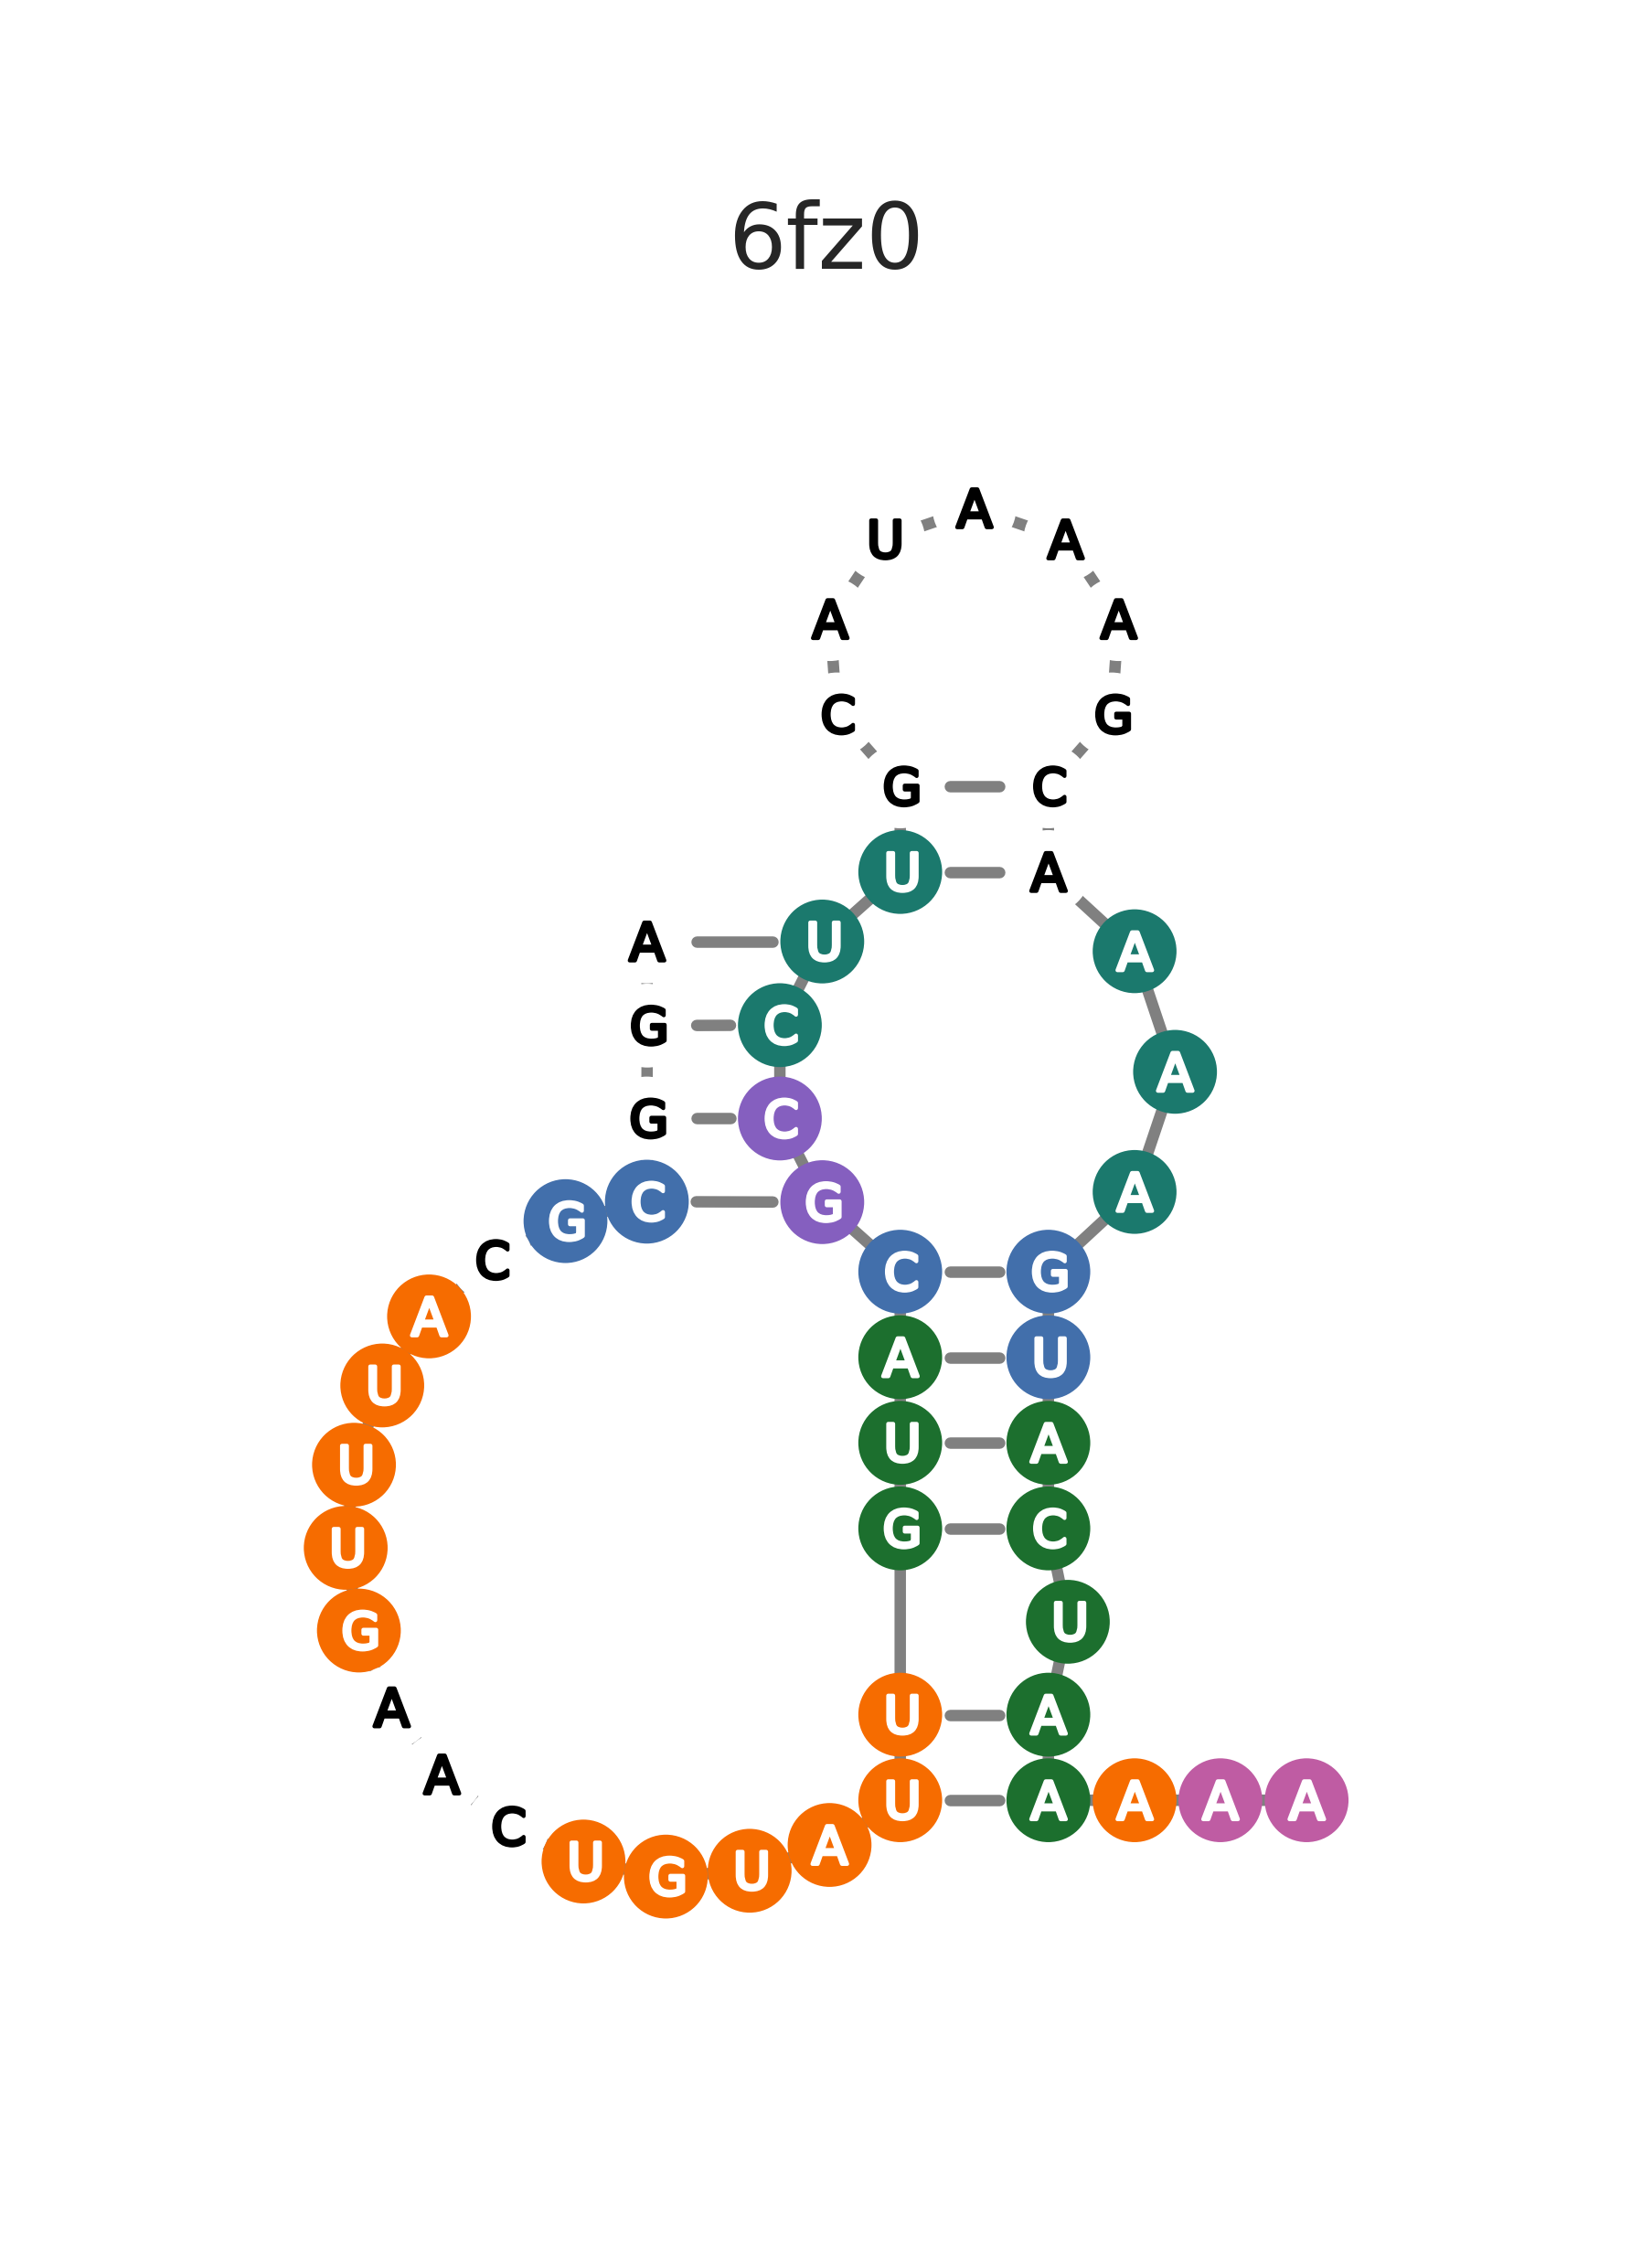 6fz0
A
U A
A A
C G
G C
U A
A U A
G C A
G C
C G C G A
A C G
U A U
U U A
U G C
G U
A U A
A U A A A A
C U G U A